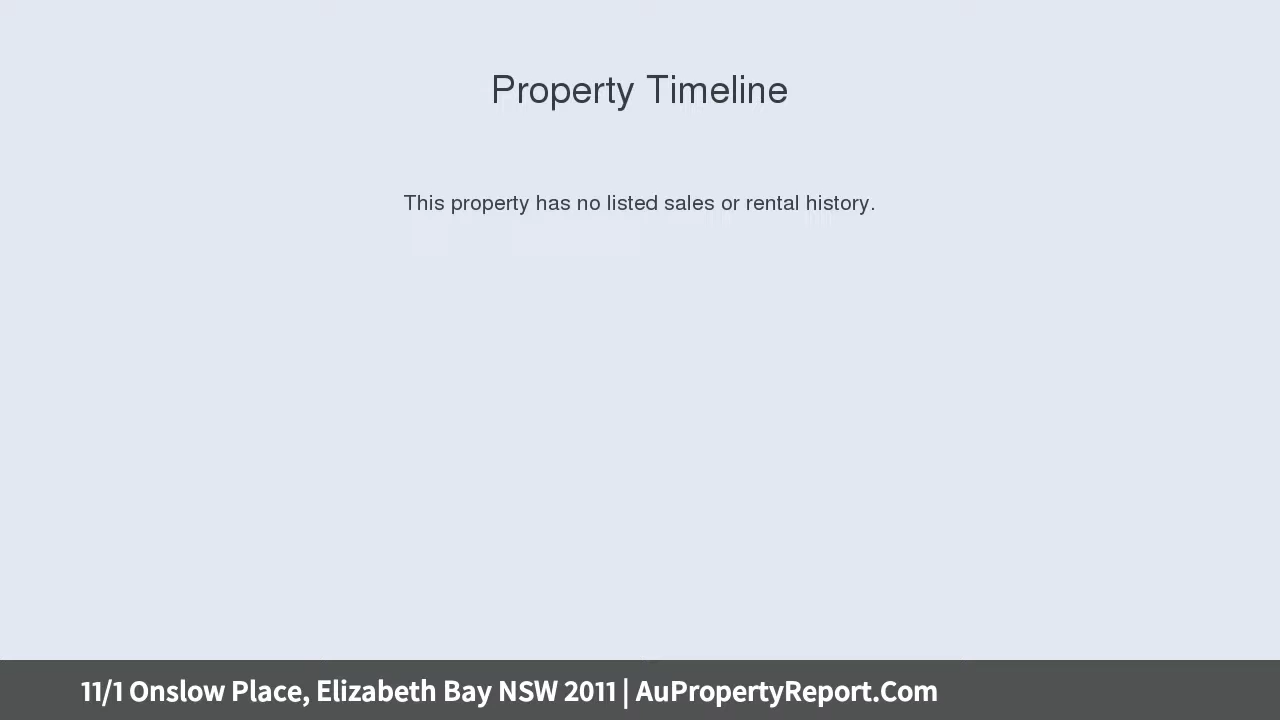 Property Timeline
This property has no listed sales or rental history.
11/1 Onslow Place, Elizabeth Bay NSW 2011 | AuPropertyReport.Com